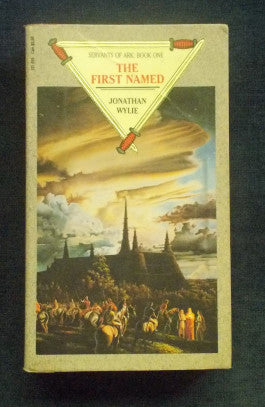 SERVANTS OF ARK: BOOK ONE
THE
FIRST NAMED
JONATHAN
WYLIE